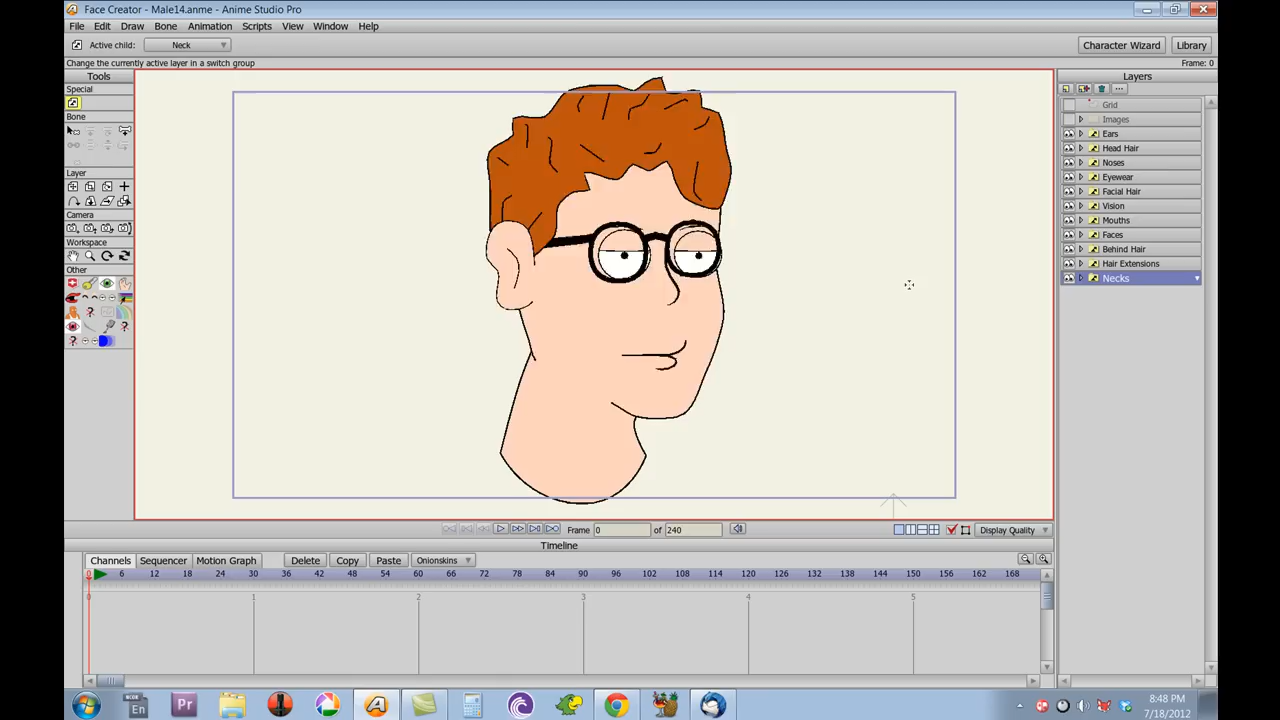 Face Creator - Male14.anme - Anime Studio Pro
File Edit Draw Bone Animation Scripts View Window Help
Active child: Neck Character Wizard Library
Change the currently active layer in a switch group Frame: 0
Tools Layers
Special
Bone
Layer
Camera
Workspace
Other
Grid
Images
Ears
Head Hair
Noses
Eyewear
Facial Hair
Vision
Mouths
Faces
Behind Hair
Hair Extensions
Necks
Frame 0 of 240 Display Quality
Timeline
Channels Sequencer Motion Graph Delete Copy Paste Onionskins
0 6 12 18 24 30 36 42 48 54 60 66 72 78 84 90 96 102 108 114 120 126 132 138 144 150 156 162 168
0 1 2 3 4 5
En Pr
8:48 PM
7/18/2012